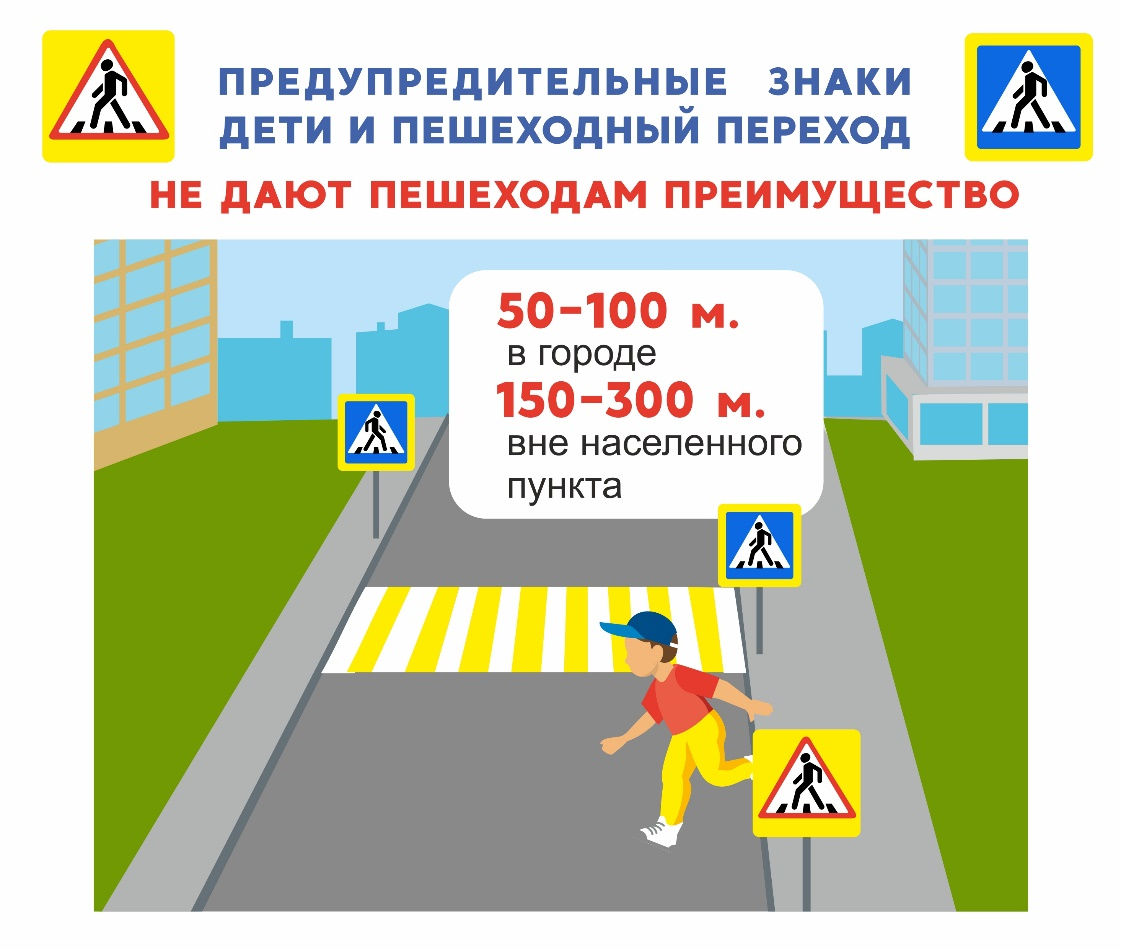 ПРЕДУПРЕДИТЕЛЬНЫЕ ЗНАКИ
ДЕТИ И ПЕШЕХОДНЫЙ ПЕРЕХОД
НЕ ДАЮТ ПЕШЕХОДАМ ПРЕИМУЩЕСТВО
50-100 м.
в городе
150-300 м.
вне населенного
пункта